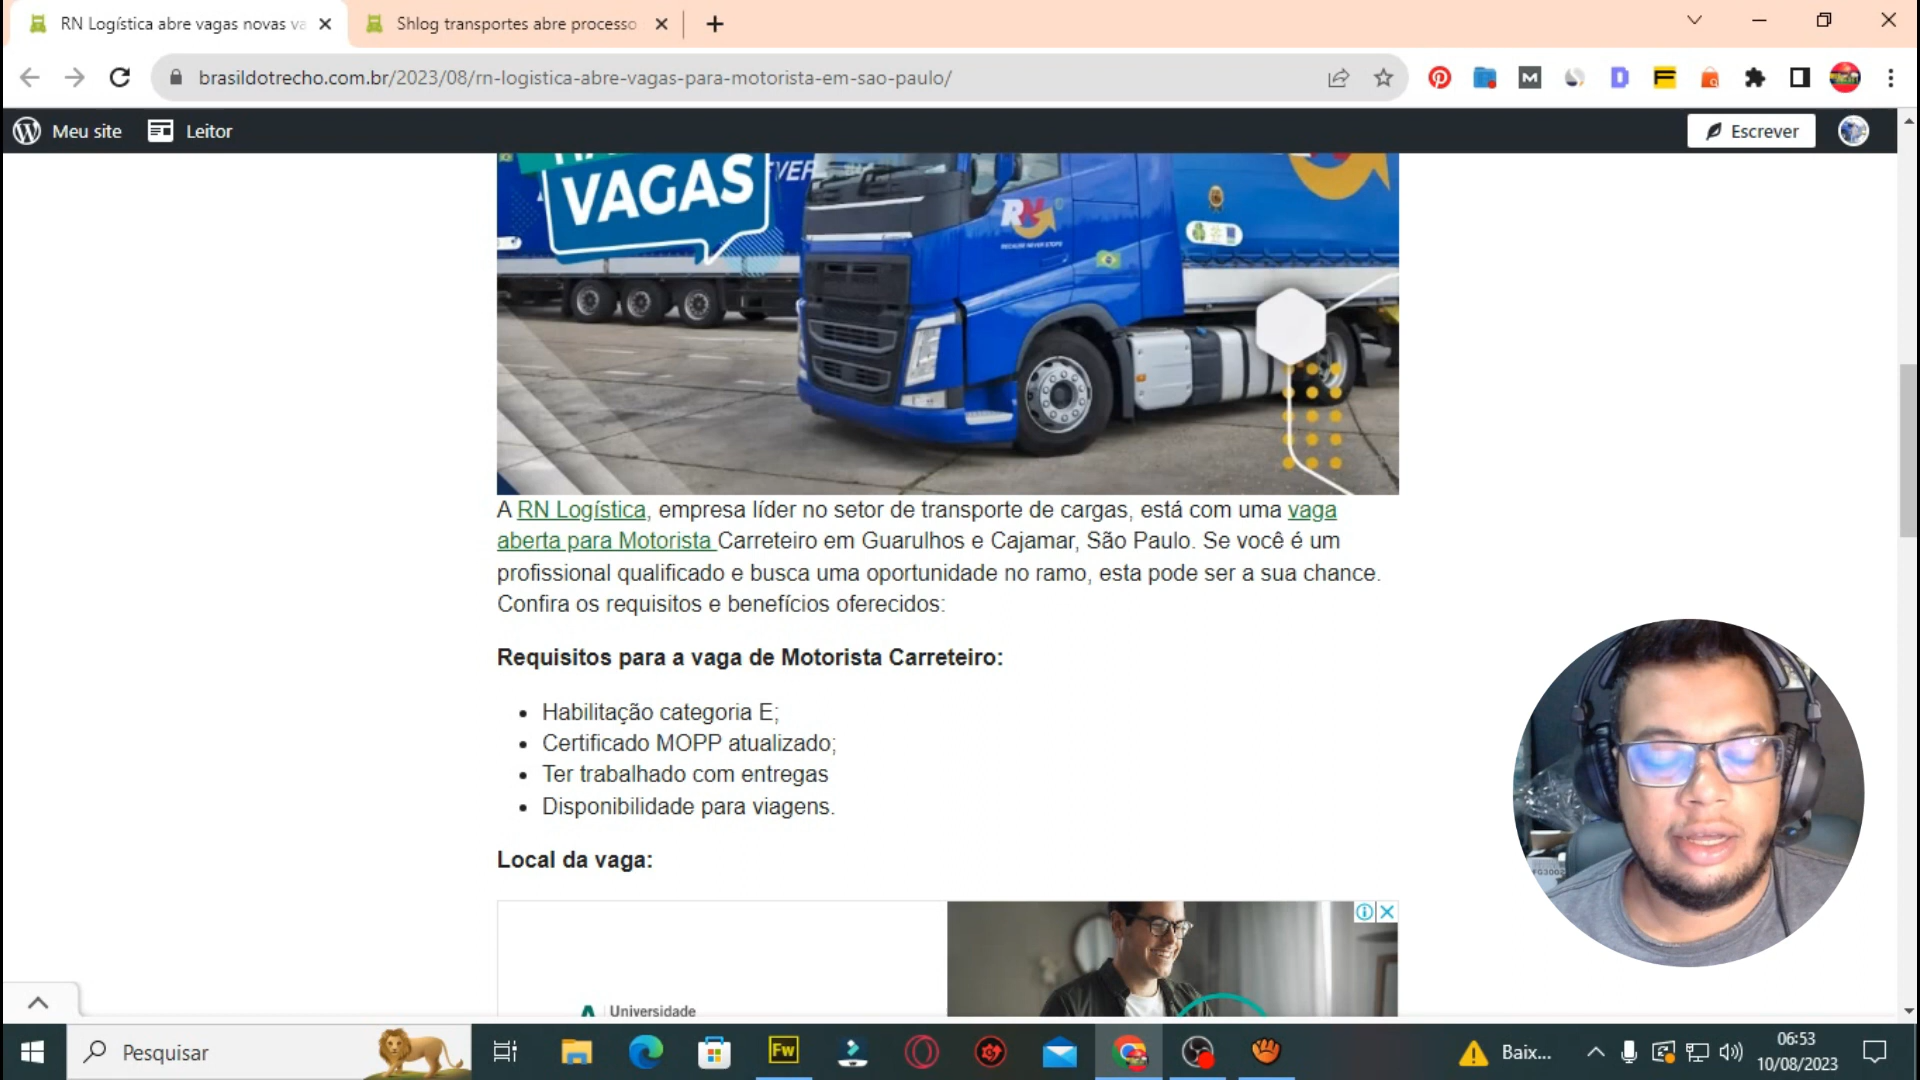 RN Logística abre vagas novas va
Shlog transportes abre processo
brasildotrecho.com.br/2023/08/rn-logistica-abre-vagas-para-motorista-em-sao-paulo/
Meu site
Leitor
Escrever
VAGAS
RN
A RN Logística, empresa líder no setor de transporte de cargas, está com uma vaga
aberta para Motorista Carreteiro em Guarulhos e Cajamar, São Paulo. Se você é um
profissional qualificado e busca uma oportunidade no ramo, esta pode ser a sua chance.
Confira os requisitos e benefícios oferecidos:
Requisitos para a vaga de Motorista Carreteiro:
• Habilitação categoria E;
• Certificado MOPP atualizado;
• Ter trabalhado com entregas
• Disponibilidade para viagens.
Local da vaga:
Universidade
Pesquisar
Fw
Baix...
06:53
10/08/2023